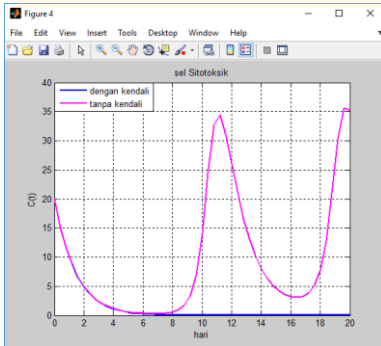 Figure 4
File Edit View Insert Tools Desktop Window Help
sel Sitotoksik
dengan kendali
tanpa kendali
40
35
30
25
20
15
10
5
0
C(t)
0 2 4 6 8 10 12 14 16 18 20
hari